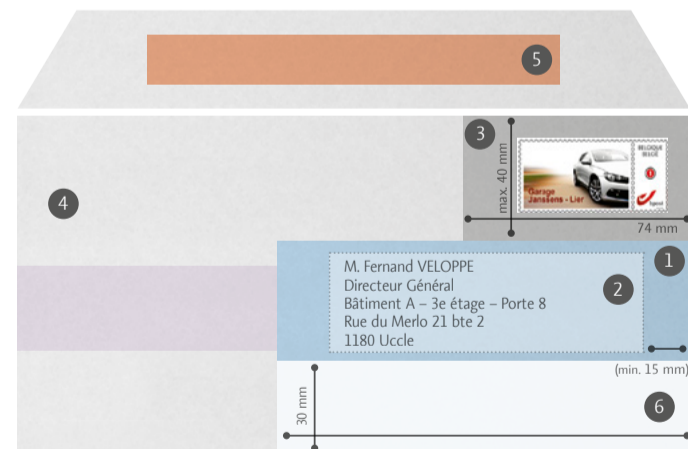 5
3
max. 40 mm
BELGIQUE
BELGIË
1
Garage
Janssens - Lier
bpost
74 mm
4
1
M. Fernand VELOPPE
2
Directeur Général
Bâtiment A – 3e étage – Porte 8
Rue du Merlo 21 bte 2
1180 Uccle
(min. 15 mm)
30 mm
6